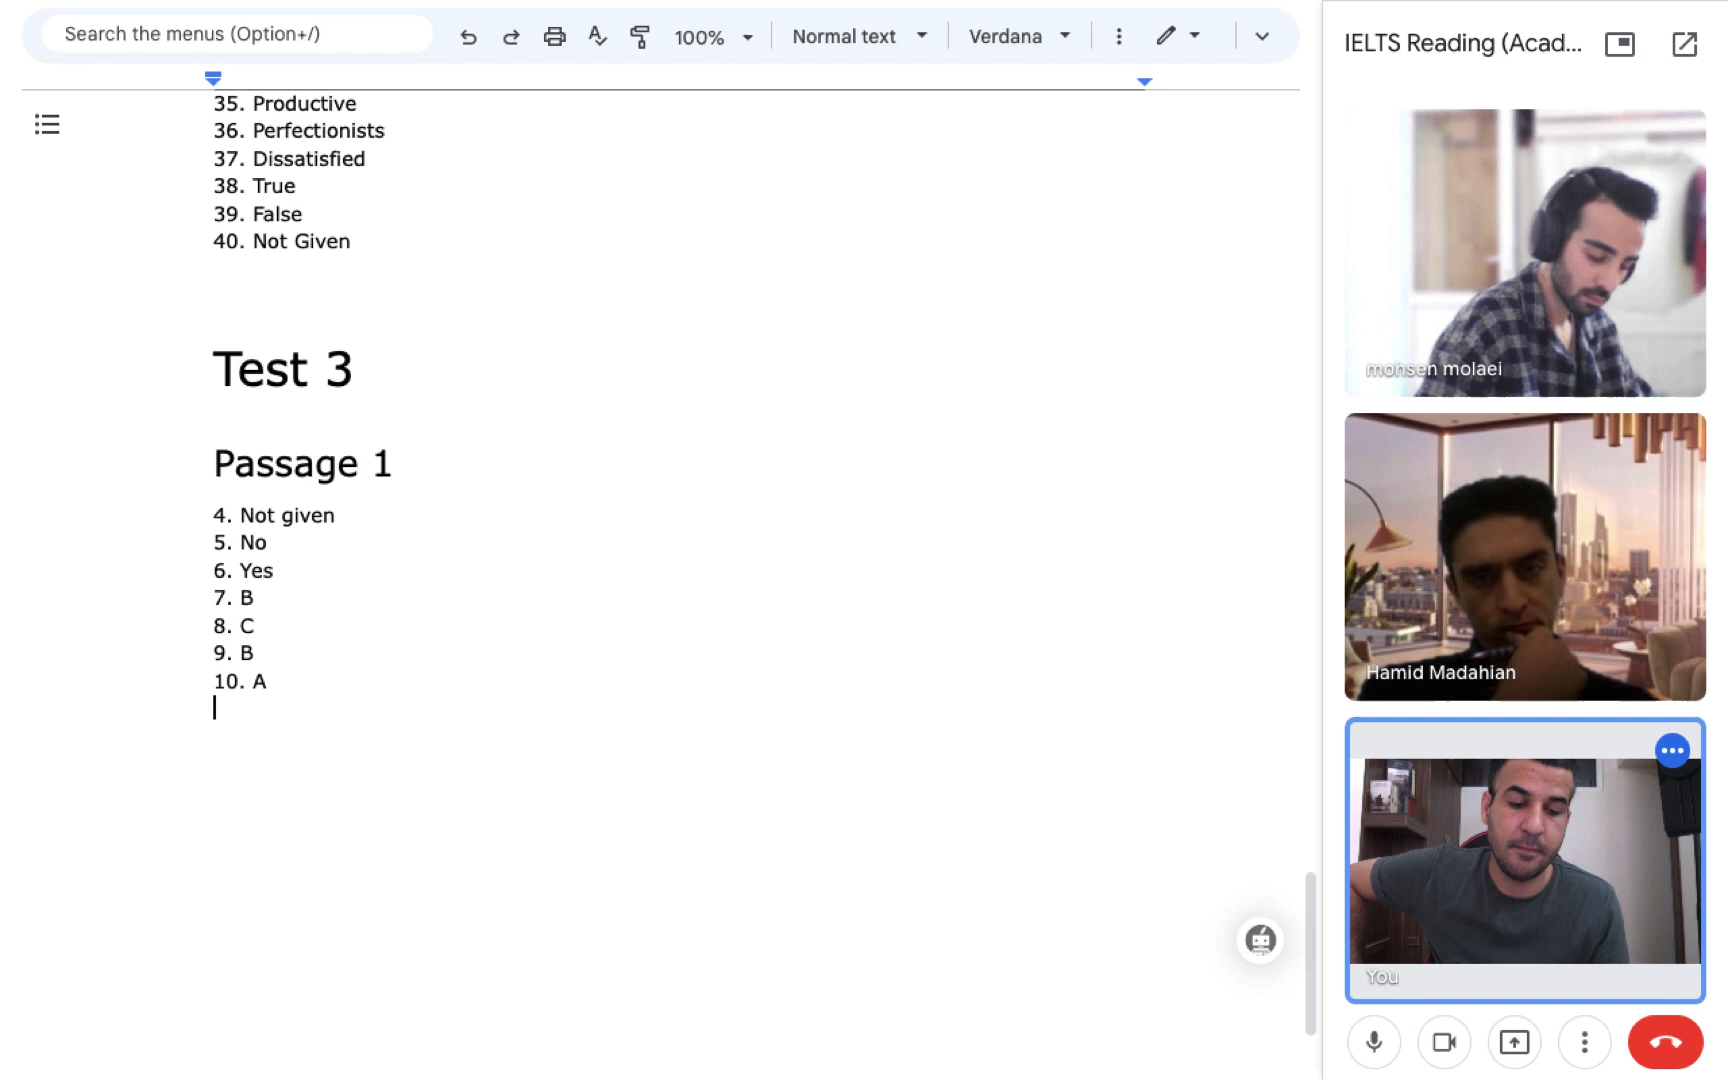 Search the menus (Option+/)
100%
Normal text
Verdana
IELTS Reading (Acad...
35. Productive
36. Perfectionists
37. Dissatisfied
38. True
39. False
40. Not Given
Test 3
Passage 1
4. Not given
5. No
6. Yes
7. B
8. C
9. B
10. A
mohsen molaei
Hamid Madahian
You